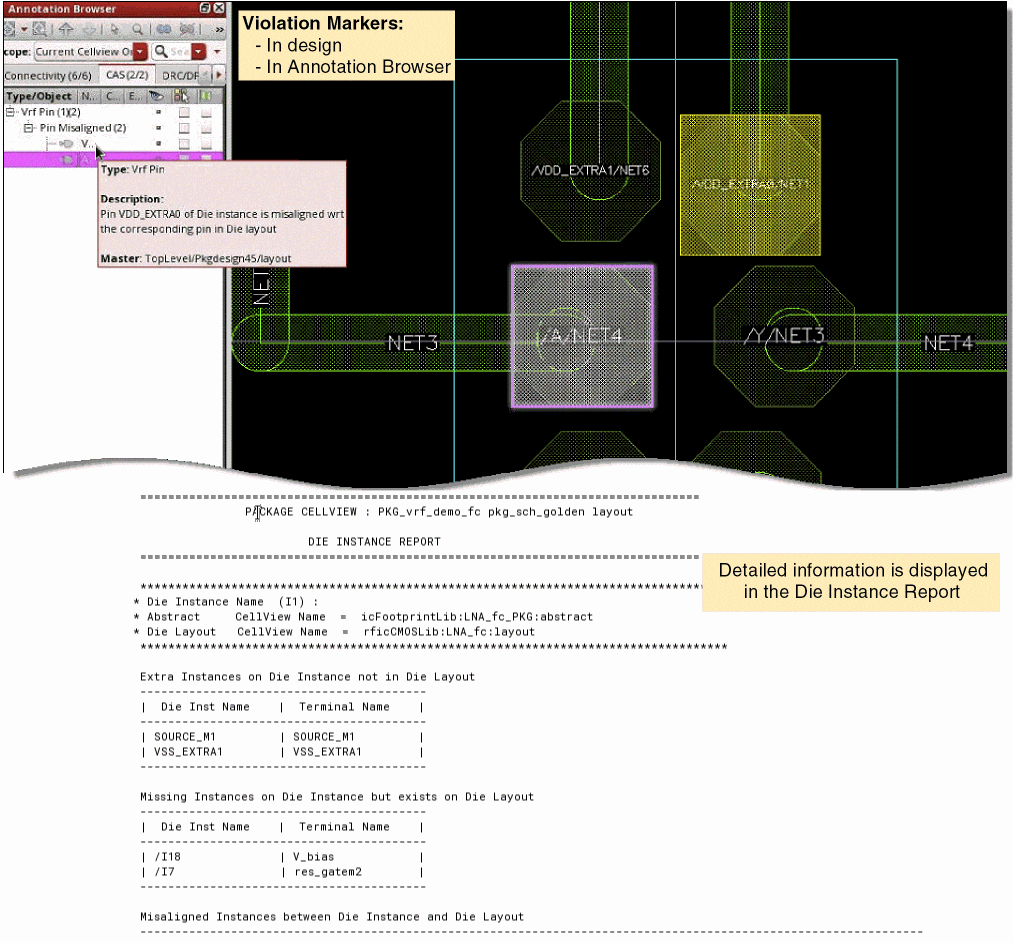 Annotation Browser
Violation Markers:
- In design
- In Annotation Browser
cope: Current Cellview O
Sea
Connectivity (6/6) CAS(2/2) DRC/DF
Type/Object N... C... E...
Vrf Pin (1)(2)
Pin Misaligned (2)
V...
A
Type: Vrf Pin
Description:
Pin VDD_EXTRA0 of Die instance is misaligned wrt
the corresponding pin in Die layout
Master: TopLevel/Pkgdesign45/layout
/VDD_EXTRA1/NET6
/VDD_EXTRA0/NET1
NET
NET3
/A/NET4
/Y/NET3
NET4
================================================================================
PACKAGE CELLVIEW : PKG_vrf_demo_fc pkg_sch_golden layout
DIE INSTANCE REPORT
================================================================================
Detailed information is displayed
in the Die Instance Report
************************************************************************************
* Die Instance Name (I1) :
* Abstract CellView Name = icFootprintLib:LNA_fc_PKG:abstract
* Die Layout CellView Name = rficCMOSLib:LNA_fc:layout
************************************************************************************
Extra Instances on Die Instance not in Die Layout
-----------------------------------------
| Die Inst Name | Terminal Name |
-----------------------------------------
| SOURCE_M1 | SOURCE_M1 |
| VSS_EXTRA1 | VSS_EXTRA1 |
-----------------------------------------
Missing Instances on Die Instance but exists on Die Layout
-----------------------------------------
| Die Inst Name | Terminal Name |
-----------------------------------------
| /I18 | V_bias |
| /I7 | res_gatem2 |
-----------------------------------------
Misaligned Instances between Die Instance and Die Layout
----------------------------------------------------------------------------------------------------------------